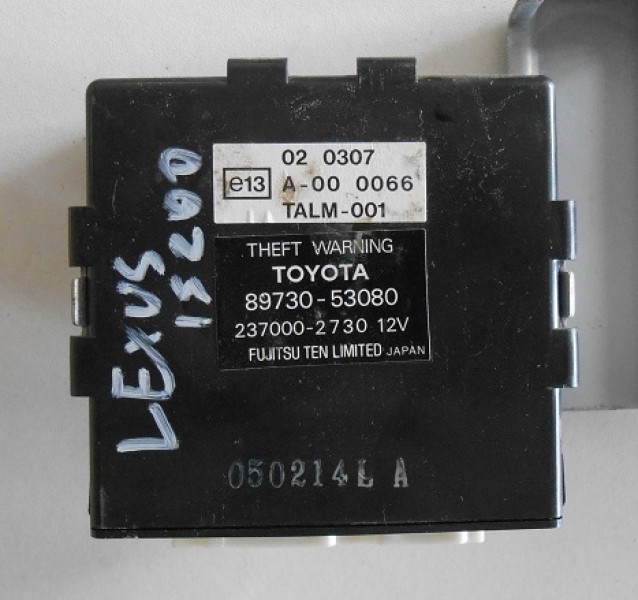 02 0307
e13 A-00 0066
TALM-001
THEFT WARNING
TOYOTA
89730-53080
237000-2730 12V
FUJITSU TEN LIMITED JAPAN
LEXUS
IS200
050214L A